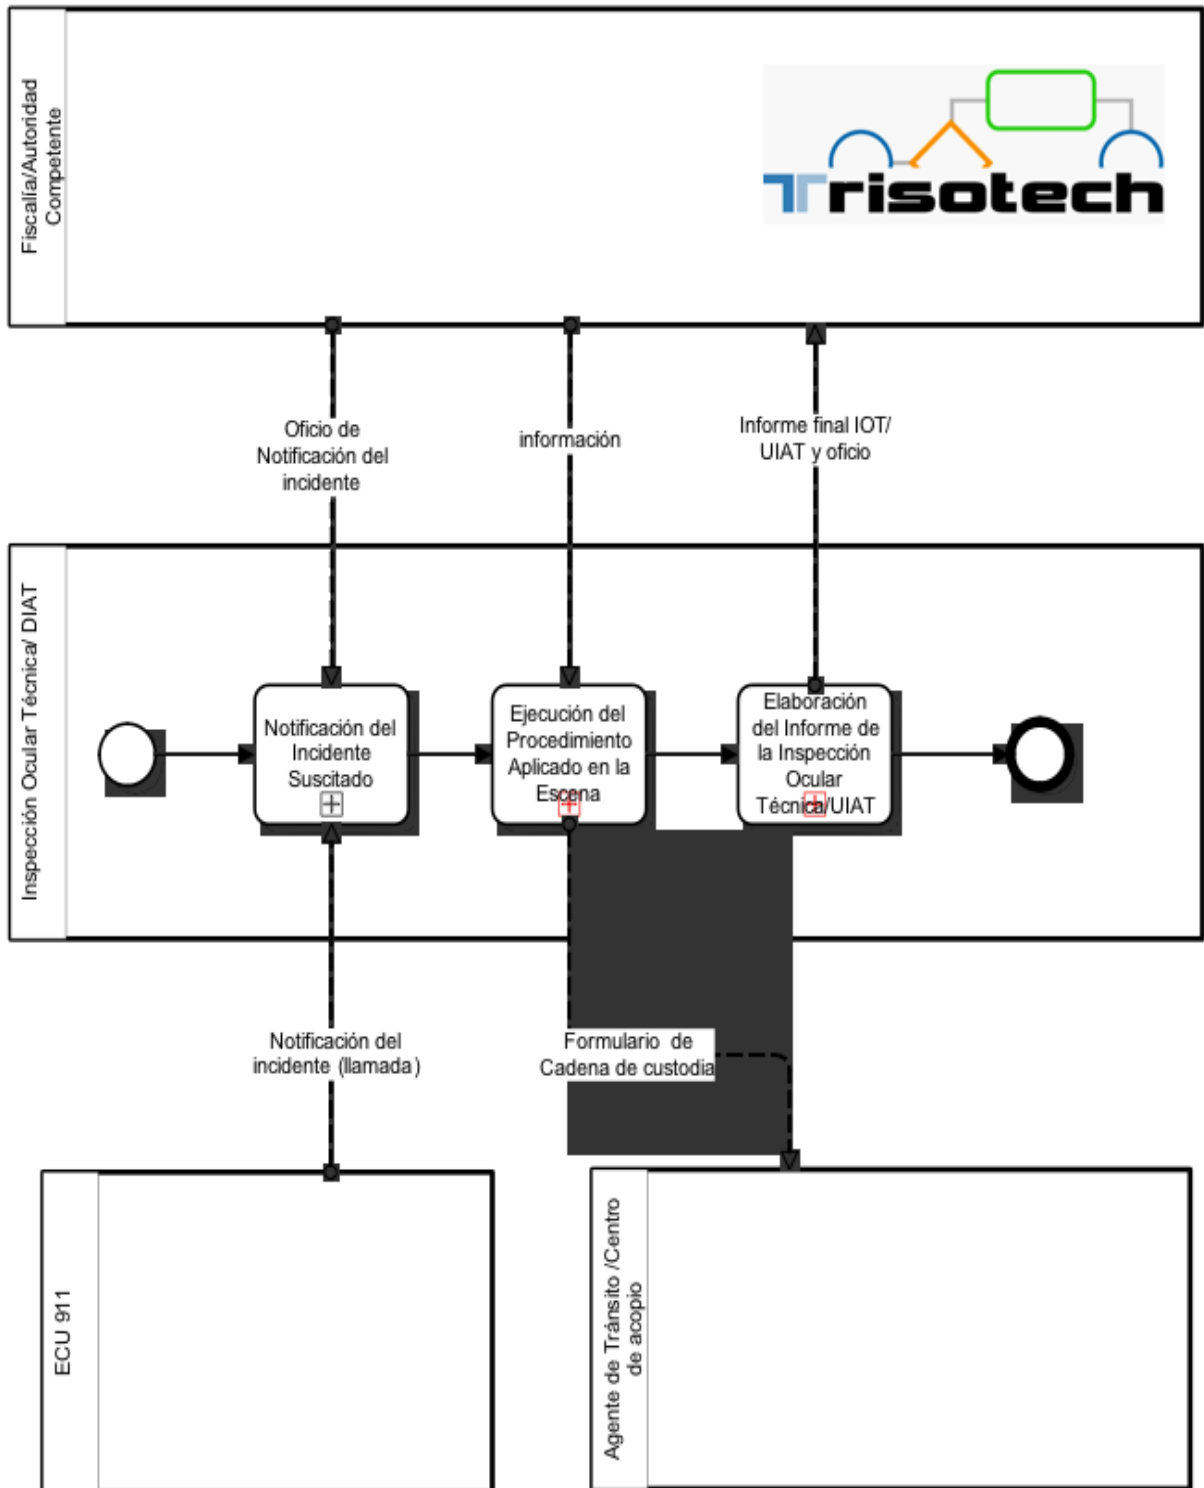 Fiscalía/Autoridad
Competente
Trisotech
Oficio de
Notificación del
incidente
información
Informe final IOT/
UIAT y oficio
Inspección Ocular Técnica/ DIAT
Notificación del
Incidente
Suscitado
Ejecución del
Procedimiento
Aplicado en la
Escena
Elaboración
del Informe de
la Inspección
Ocular
Técnica/UIAT
Notificación del
incidente (llamada)
Formulario de
Cadena de custodia
ECU 911
Agente de Tránsito /Centro
de acopio